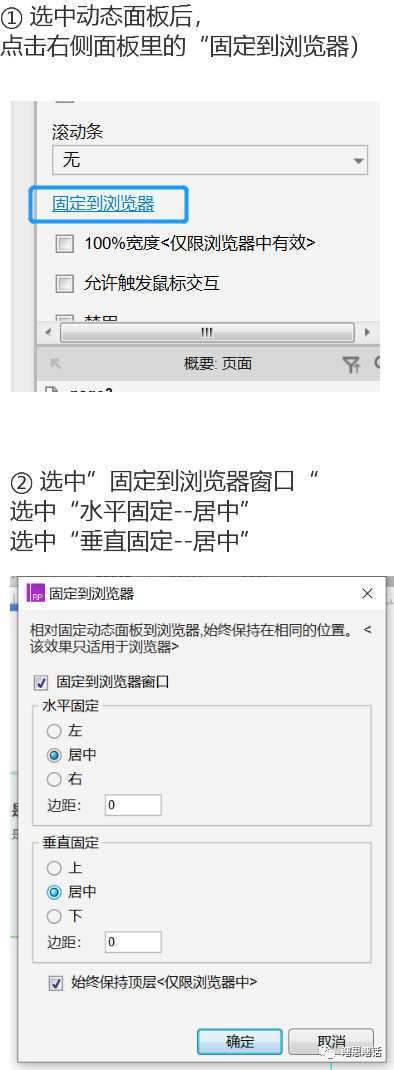 ① 选中动态面板后，
点击右侧面板里的“固定到浏览器）
滚动条
无
固定到浏览器
100%宽度<仅限浏览器中有效>
允许触发鼠标交互
概要: 页面
② 选中”固定到浏览器窗口“
选中“水平固定--居中”
选中“垂直固定--居中”
RP
固定到浏览器
相对固定动态面板到浏览器,始终保持在相同的位置。 <
该效果只适用于浏览器>
固定到浏览器窗口
水平固定
左
居中
右
边距: 0
垂直固定
上
居中
下
边距: 0
始终保持顶层<仅限浏览器中>
确定
取消